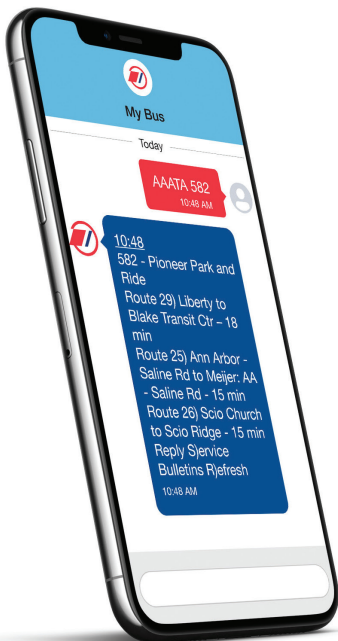 My Bus
Today
AAATA 582
10:48 AM
10:48
582 - Pioneer Park and
Ride
Route 29) Liberty to
Blake Transit Ctr – 18
min
Route 25) Ann Arbor -
Saline Rd to Meijer: AA
- Saline Rd - 15 min
Route 26) Scio Church
to Scio Ridge - 15 min
Reply S)ervice
Bulletins R)efresh
10:48 AM